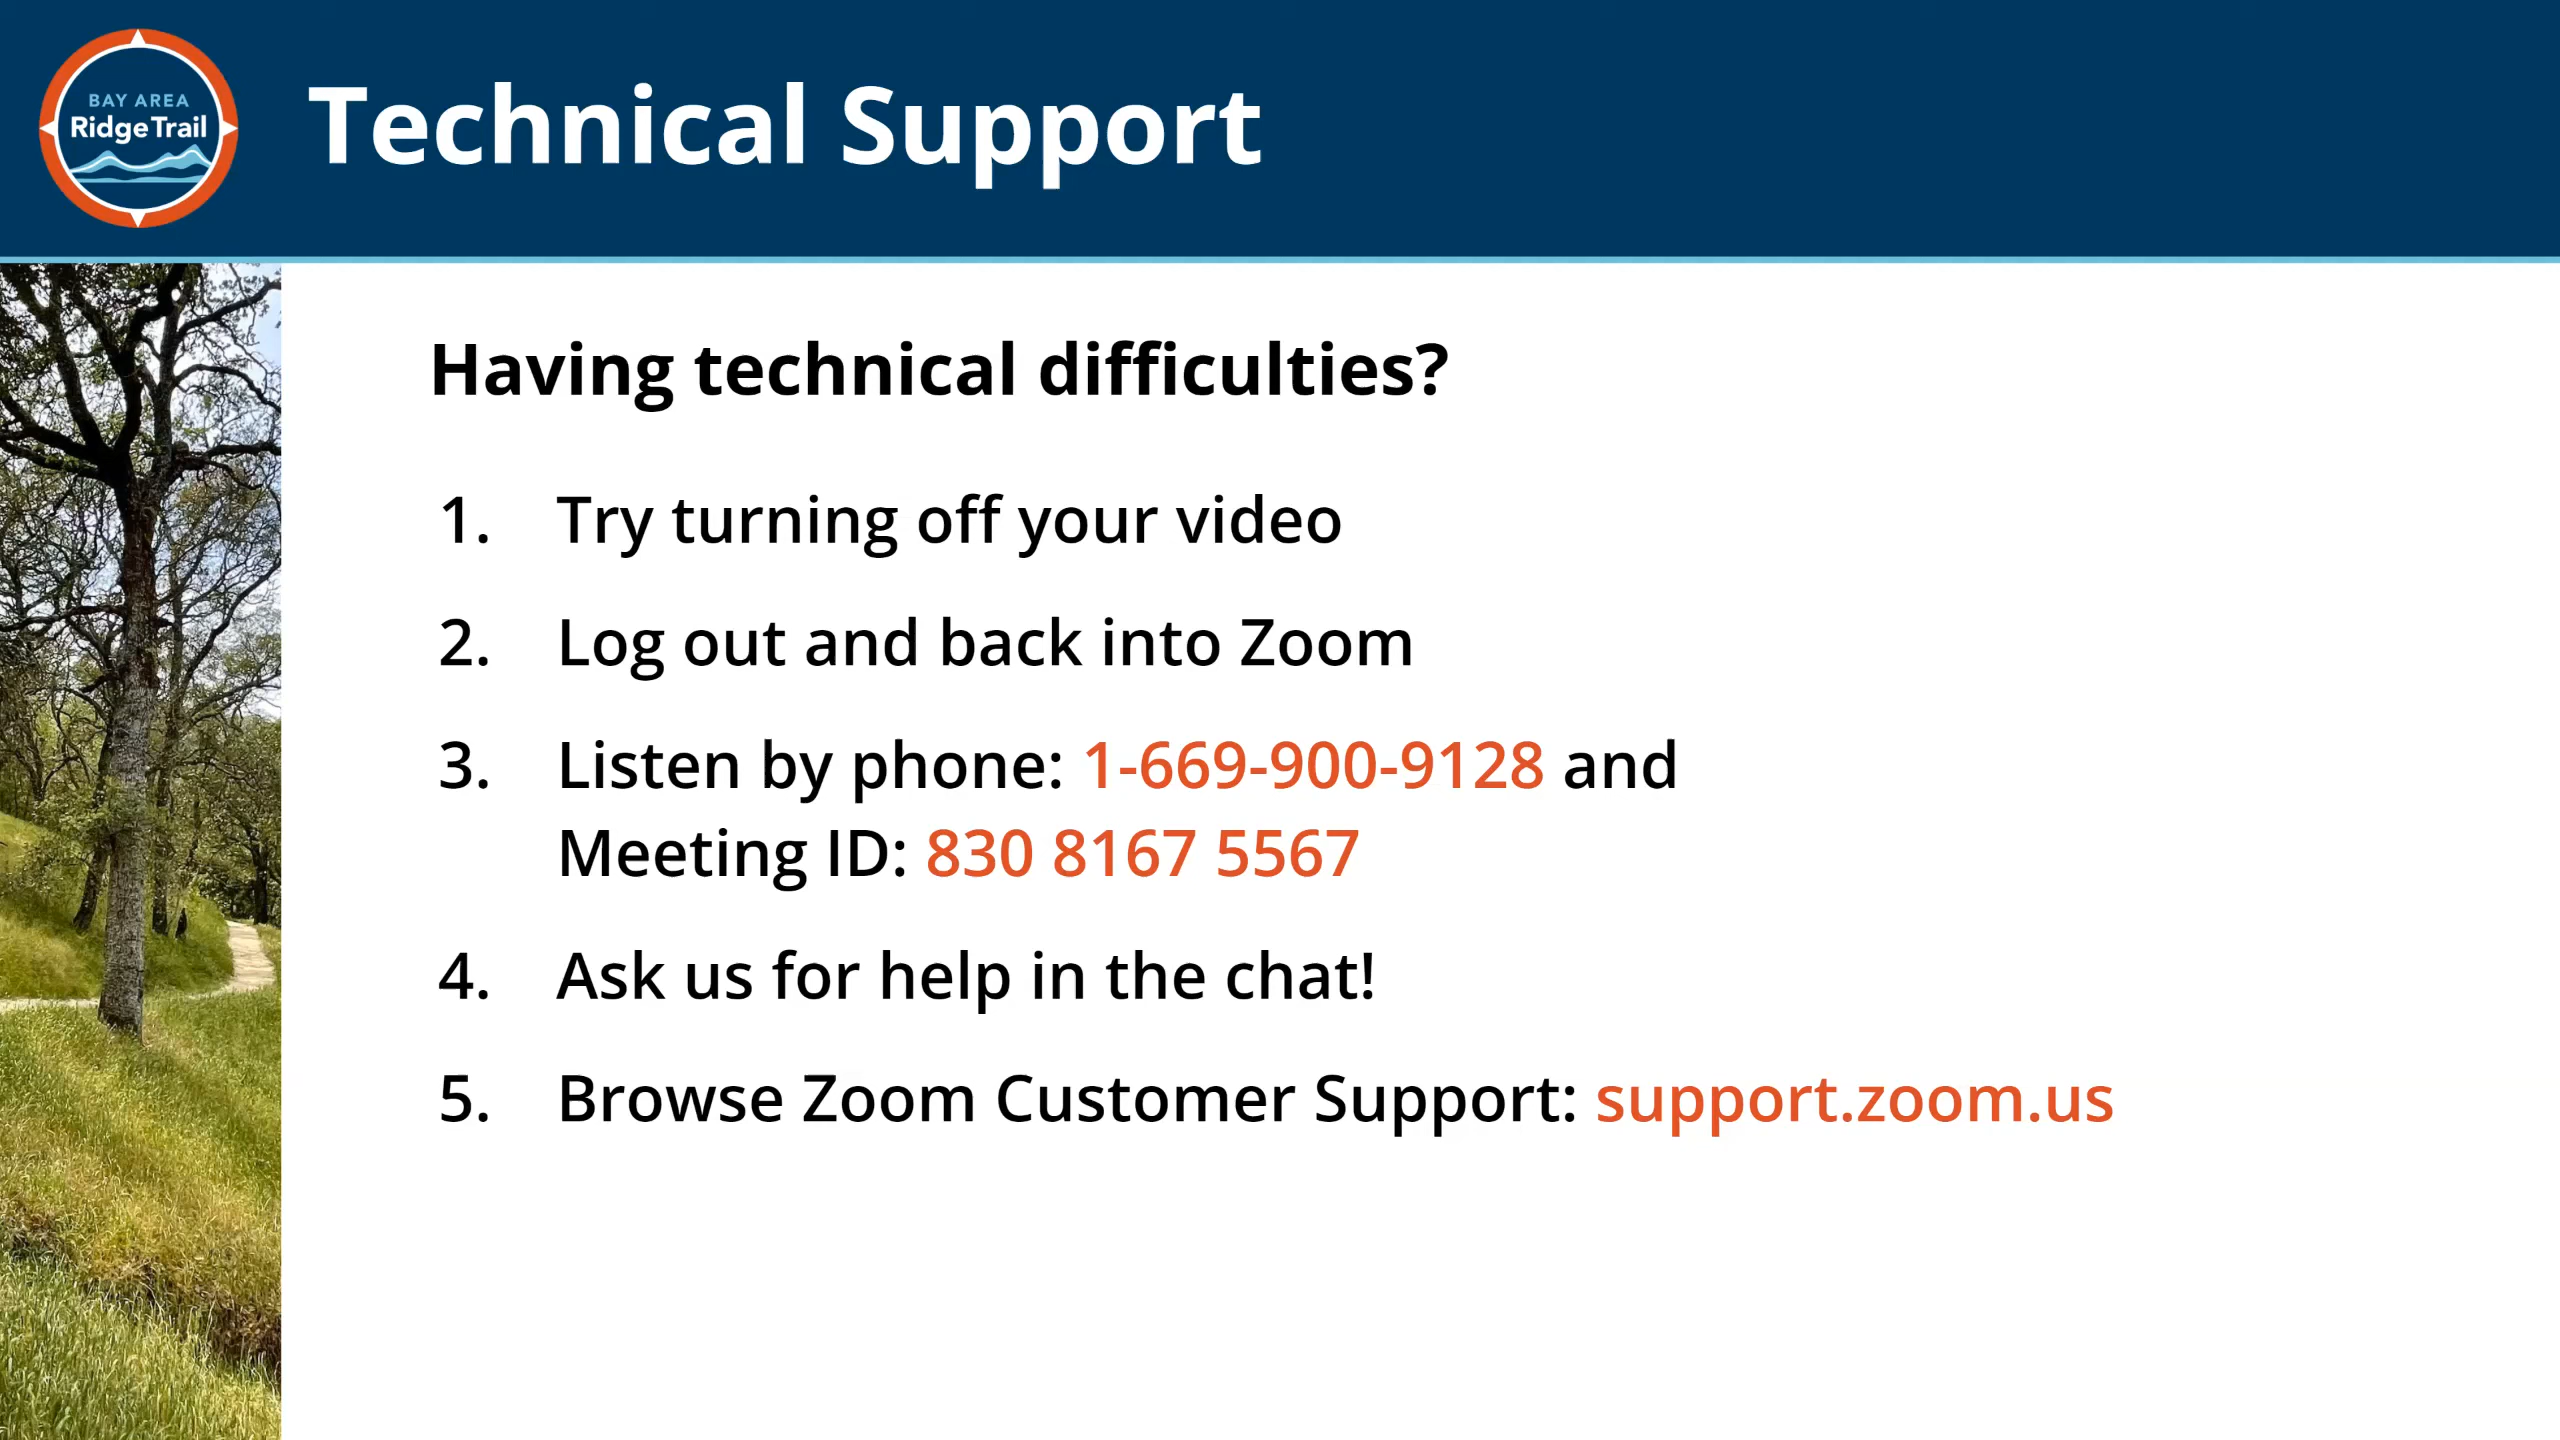 BAY AREA
RidgeTrail
Technical Support
Having technical difficulties?
1. Try turning off your video
2. Log out and back into Zoom
3. Listen by phone: 1-669-900-9128 and
Meeting ID: 830 8167 5567
4. Ask us for help in the chat!
5. Browse Zoom Customer Support: support.zoom.us